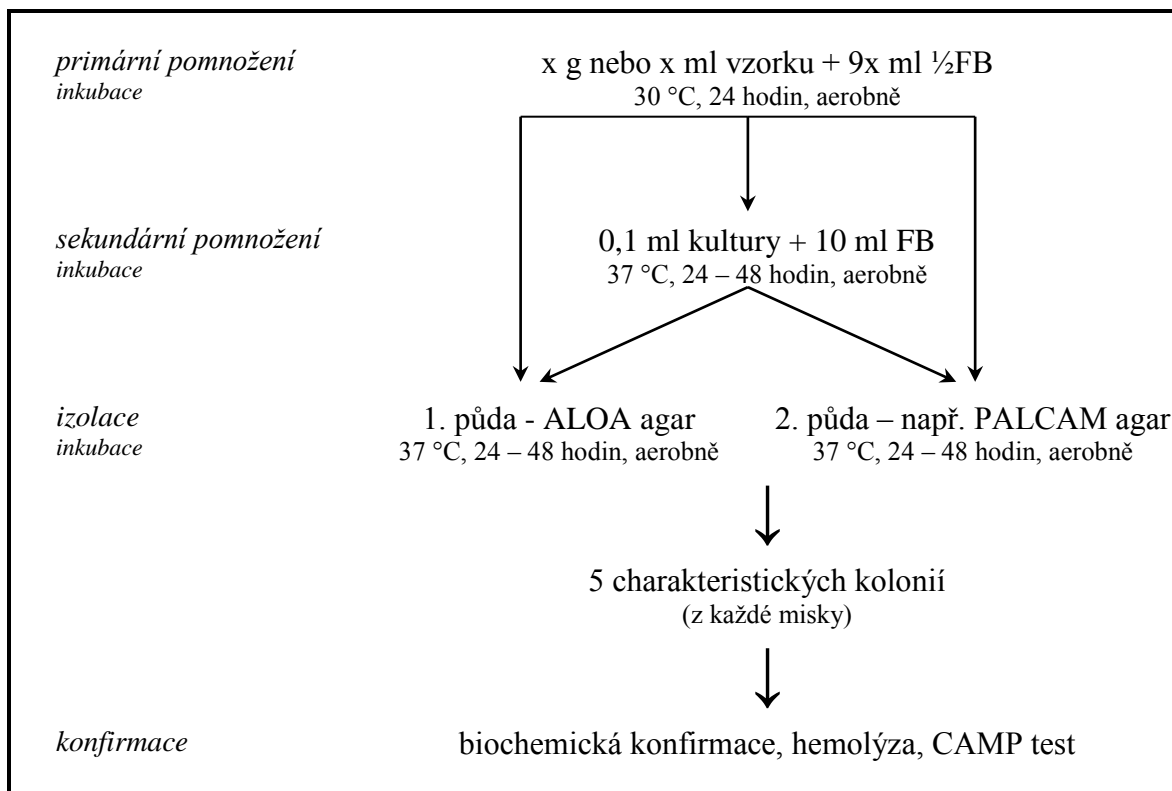 primární pomnožení
inkubace
x g nebo x ml vzorku + 9x ml ½FB
30 °C, 24 hodin, aerobně
sekundární pomnožení
inkubace
0,1 ml kultury + 10 ml FB
37 °C, 24 – 48 hodin, aerobně
izolace
inkubace
1. půda - ALOA agar
37 °C, 24 – 48 hodin, aerobně
2. půda – např. PALCAM agar
37 °C, 24 – 48 hodin, aerobně
5 charakteristických kolonií
(z každé misky)
konfirmace
biochemická konfirmace, hemolýza, CAMP test